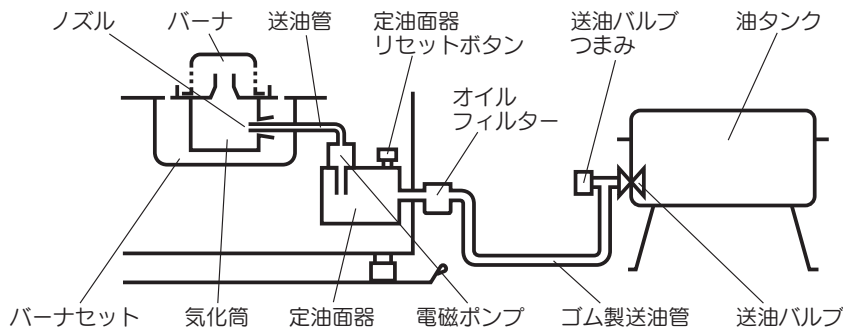 ノズル
バーナ
送油管
定油面器
リセットボタン
送油バルブ
つまみ
油タンク
オイル
フィルター
バーナセット
気化筒
定油面器
電磁ポンプ
ゴム製送油管
送油バルブ